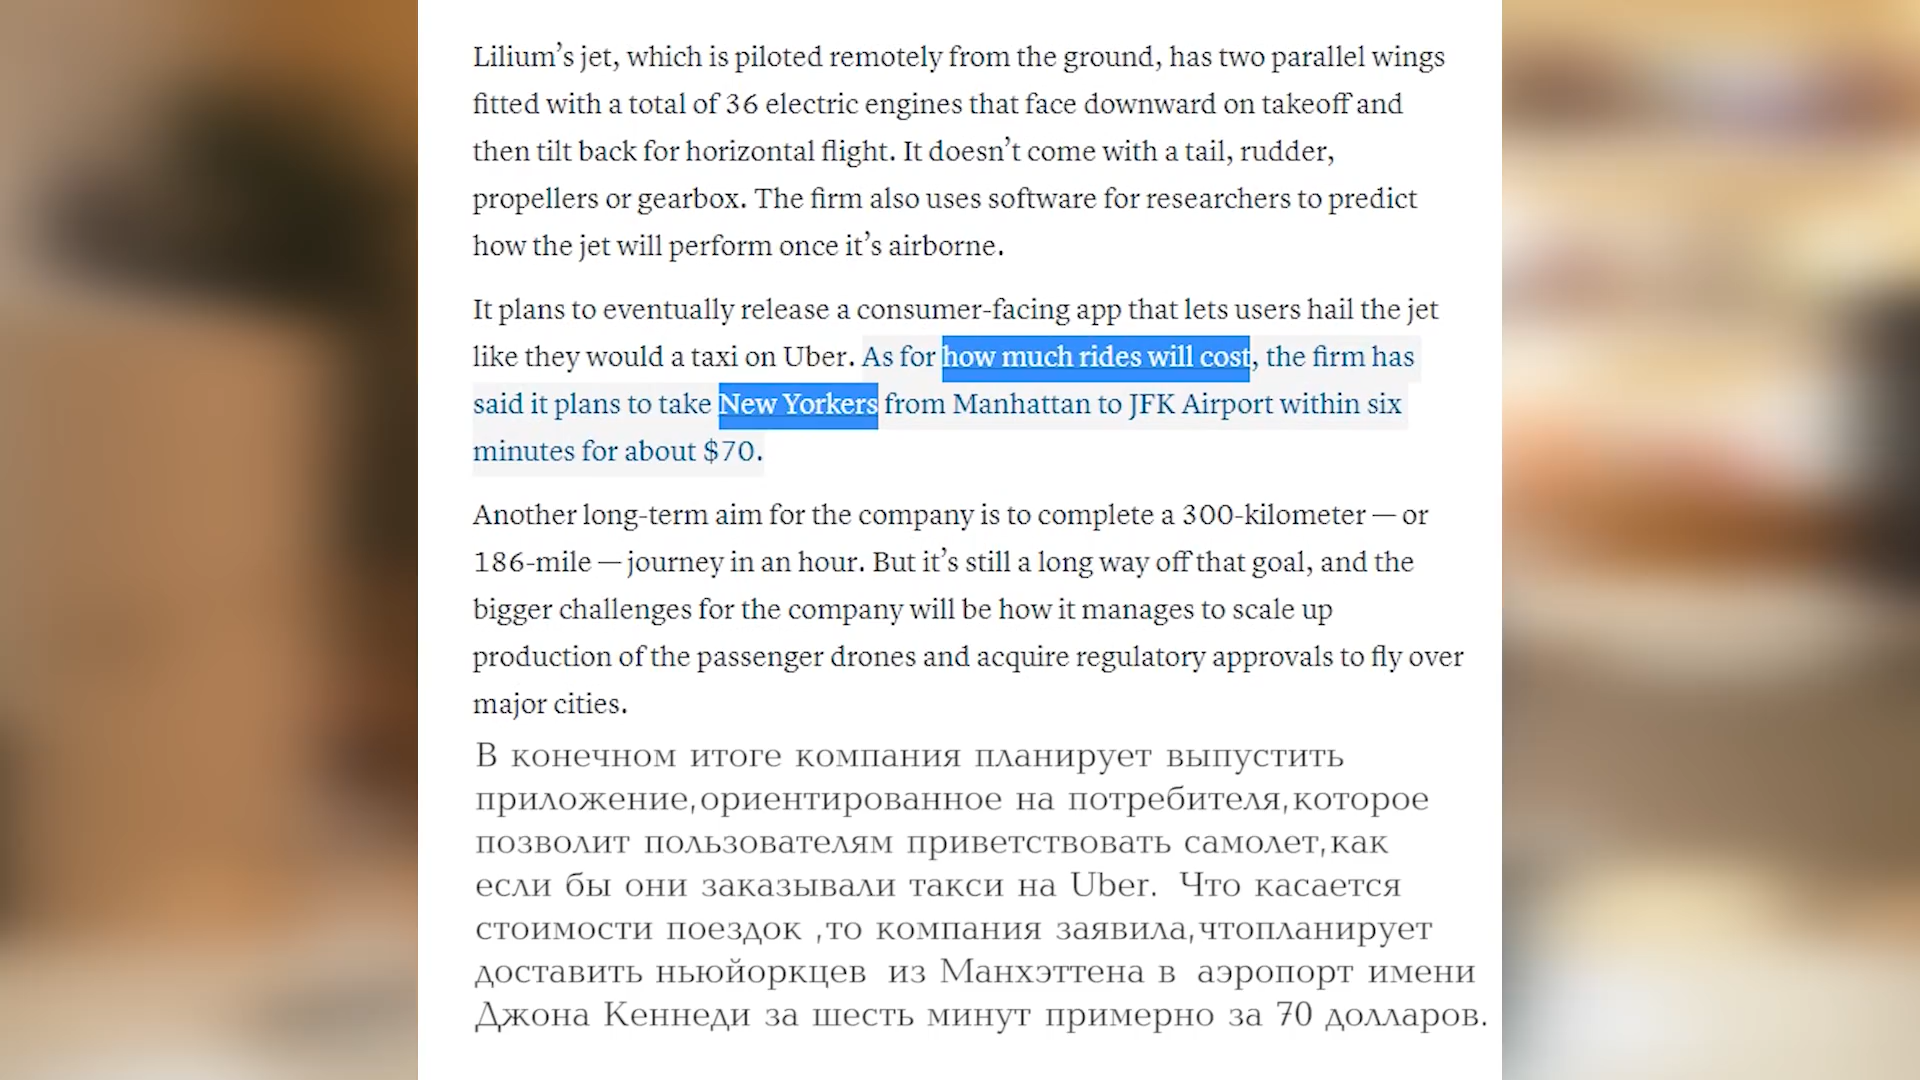 Lilium’s jet, which is piloted remotely from the ground, has two parallel wings
fitted with a total of 36 electric engines that face downward on takeoff and
then tilt back for horizontal flight. It doesn’t come with a tail, rudder,
propellers or gearbox. The firm also uses software for researchers to predict
how the jet will perform once it’s airborne.
It plans to eventually release a consumer-facing app that lets users hail the jet
like they would a taxi on Uber. As for how much rides will cost, the firm has
said it plans to take New Yorkers from Manhattan to JFK Airport within six
minutes for about $70.
Another long-term aim for the company is to complete a 300-kilometer — or
186-mile — journey in an hour. But it’s still a long way off that goal, and the
bigger challenges for the company will be how it manages to scale up
production of the passenger drones and acquire regulatory approvals to fly over
major cities.
В конечном итоге компания планирует выпустить
приложение,ориентированное на потребителя,которое
позволит пользователям приветствовать самолет,как
если бы они заказывали такси на Uber. Что касается
стоимости поездок ,то компания заявила,чтопланирует
доставить ньюйоркцев из Манхэттена в аэропорт имени
Джона Кеннеди за шесть минут примерно за 70 долларов.